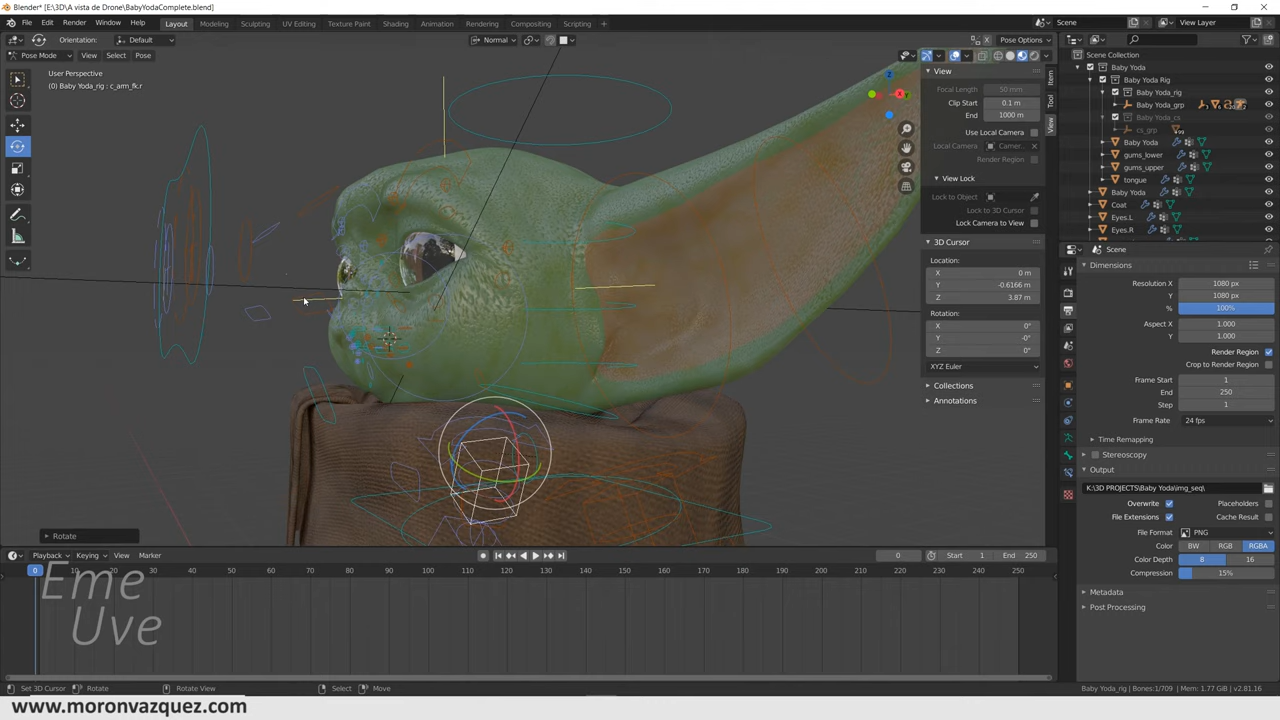 Blender* [E:\3D\A vista de Drone\BabyYodaComplete.blend]
File Edit Render Window Help Layout Modeling Sculpting UV Editing Texture Paint Shading Animation Rendering Compositing Scripting Scene View Layer
Orientation: Default Normal Pose Options
Pose Mode View Select Pose
User Perspective
(0) Baby Yoda_rig : c_arm_fk.r
View
Focal Length 50 mm
Clip Start 0.1 m
End 1000 m
Use Local Camera
Local Camera Camer...
Render Region
View Lock
Lock to Object
Lock to 3D Cursor
Lock Camera to View
3D Cursor
Location:
X 0 m
Y -0.6166 m
Z 3.87 m
Rotation:
X 0°
Y -0°
Z 0°
XYZ Euler
Collections
Annotations
Item
Tool
View
Scene Collection
Baby Yoda
Baby Yoda Rig
Baby Yoda_rig
Baby Yoda_grp
Baby Yoda_cs
cs_grp
Baby Yoda
gums_lower
gums_upper
tongue
Baby Yoda
Coat
Eyes.L
Eyes.R
Scene
Dimensions
Resolution X 1080 px
Y 1080 px
% 100%
Aspect X 1.000
Y 1.000
Render Region
Crop to Render Region
Frame Start 1
End 250
Step 1
Frame Rate 24 fps
Time Remapping
Stereoscopy
Output
K:\3D PROJECTS\Baby Yoda\img_seq\
Overwrite Placeholders
File Extensions Cache Result
File Format PNG
Color BW RGB RGBA
Color Depth 8 16
Compression 15%
Metadata
Post Processing
Rotate
Playback Keying View Marker 0 Start 1 End 250
0 10 20 30 40 50 60 70 80 90 100 110 120 130 140 150 160 170 180 190 200 210 220 230 240 250
Eme
Uve
Set 3D Cursor Rotate Rotate View Select Move Baby Yoda_rig | Bones:1/709 | Mem: 1.77 GiB | v2.81.16
www.moronvazquez.com